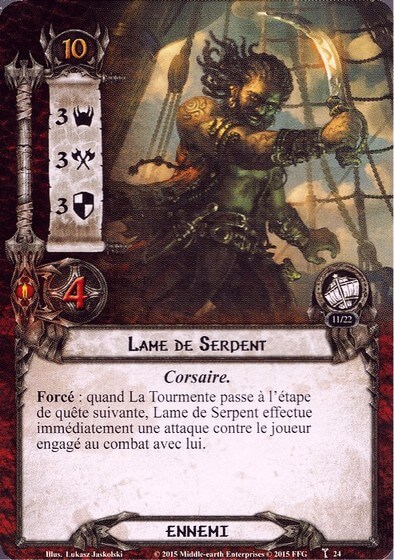 10
3
3
3
4
11/22
Lame de Serpent
Corsaire.
Forcé : quand La Tourmente passe à l'étape
de quête suivante, Lame de Serpent effectue
immédiatement une attaque contre le joueur
engagé au combat avec lui.
ENNEMI
Illus. Lukasz Jaskolski © 2015 Middle-earth Enterprises © 2015 FFG 24